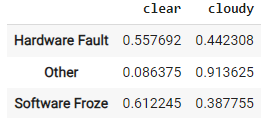 clear cloudy
Hardware Fault 0.557692 0.442308
Other 0.086375 0.913625
Software Froze 0.612245 0.387755